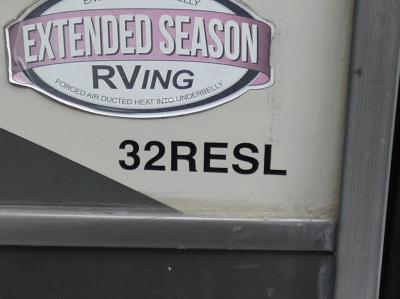 EXTENDED SEASON
RVING
FORCED AIR DUCTED HEAT INTO UNDERBELLY
32RESL